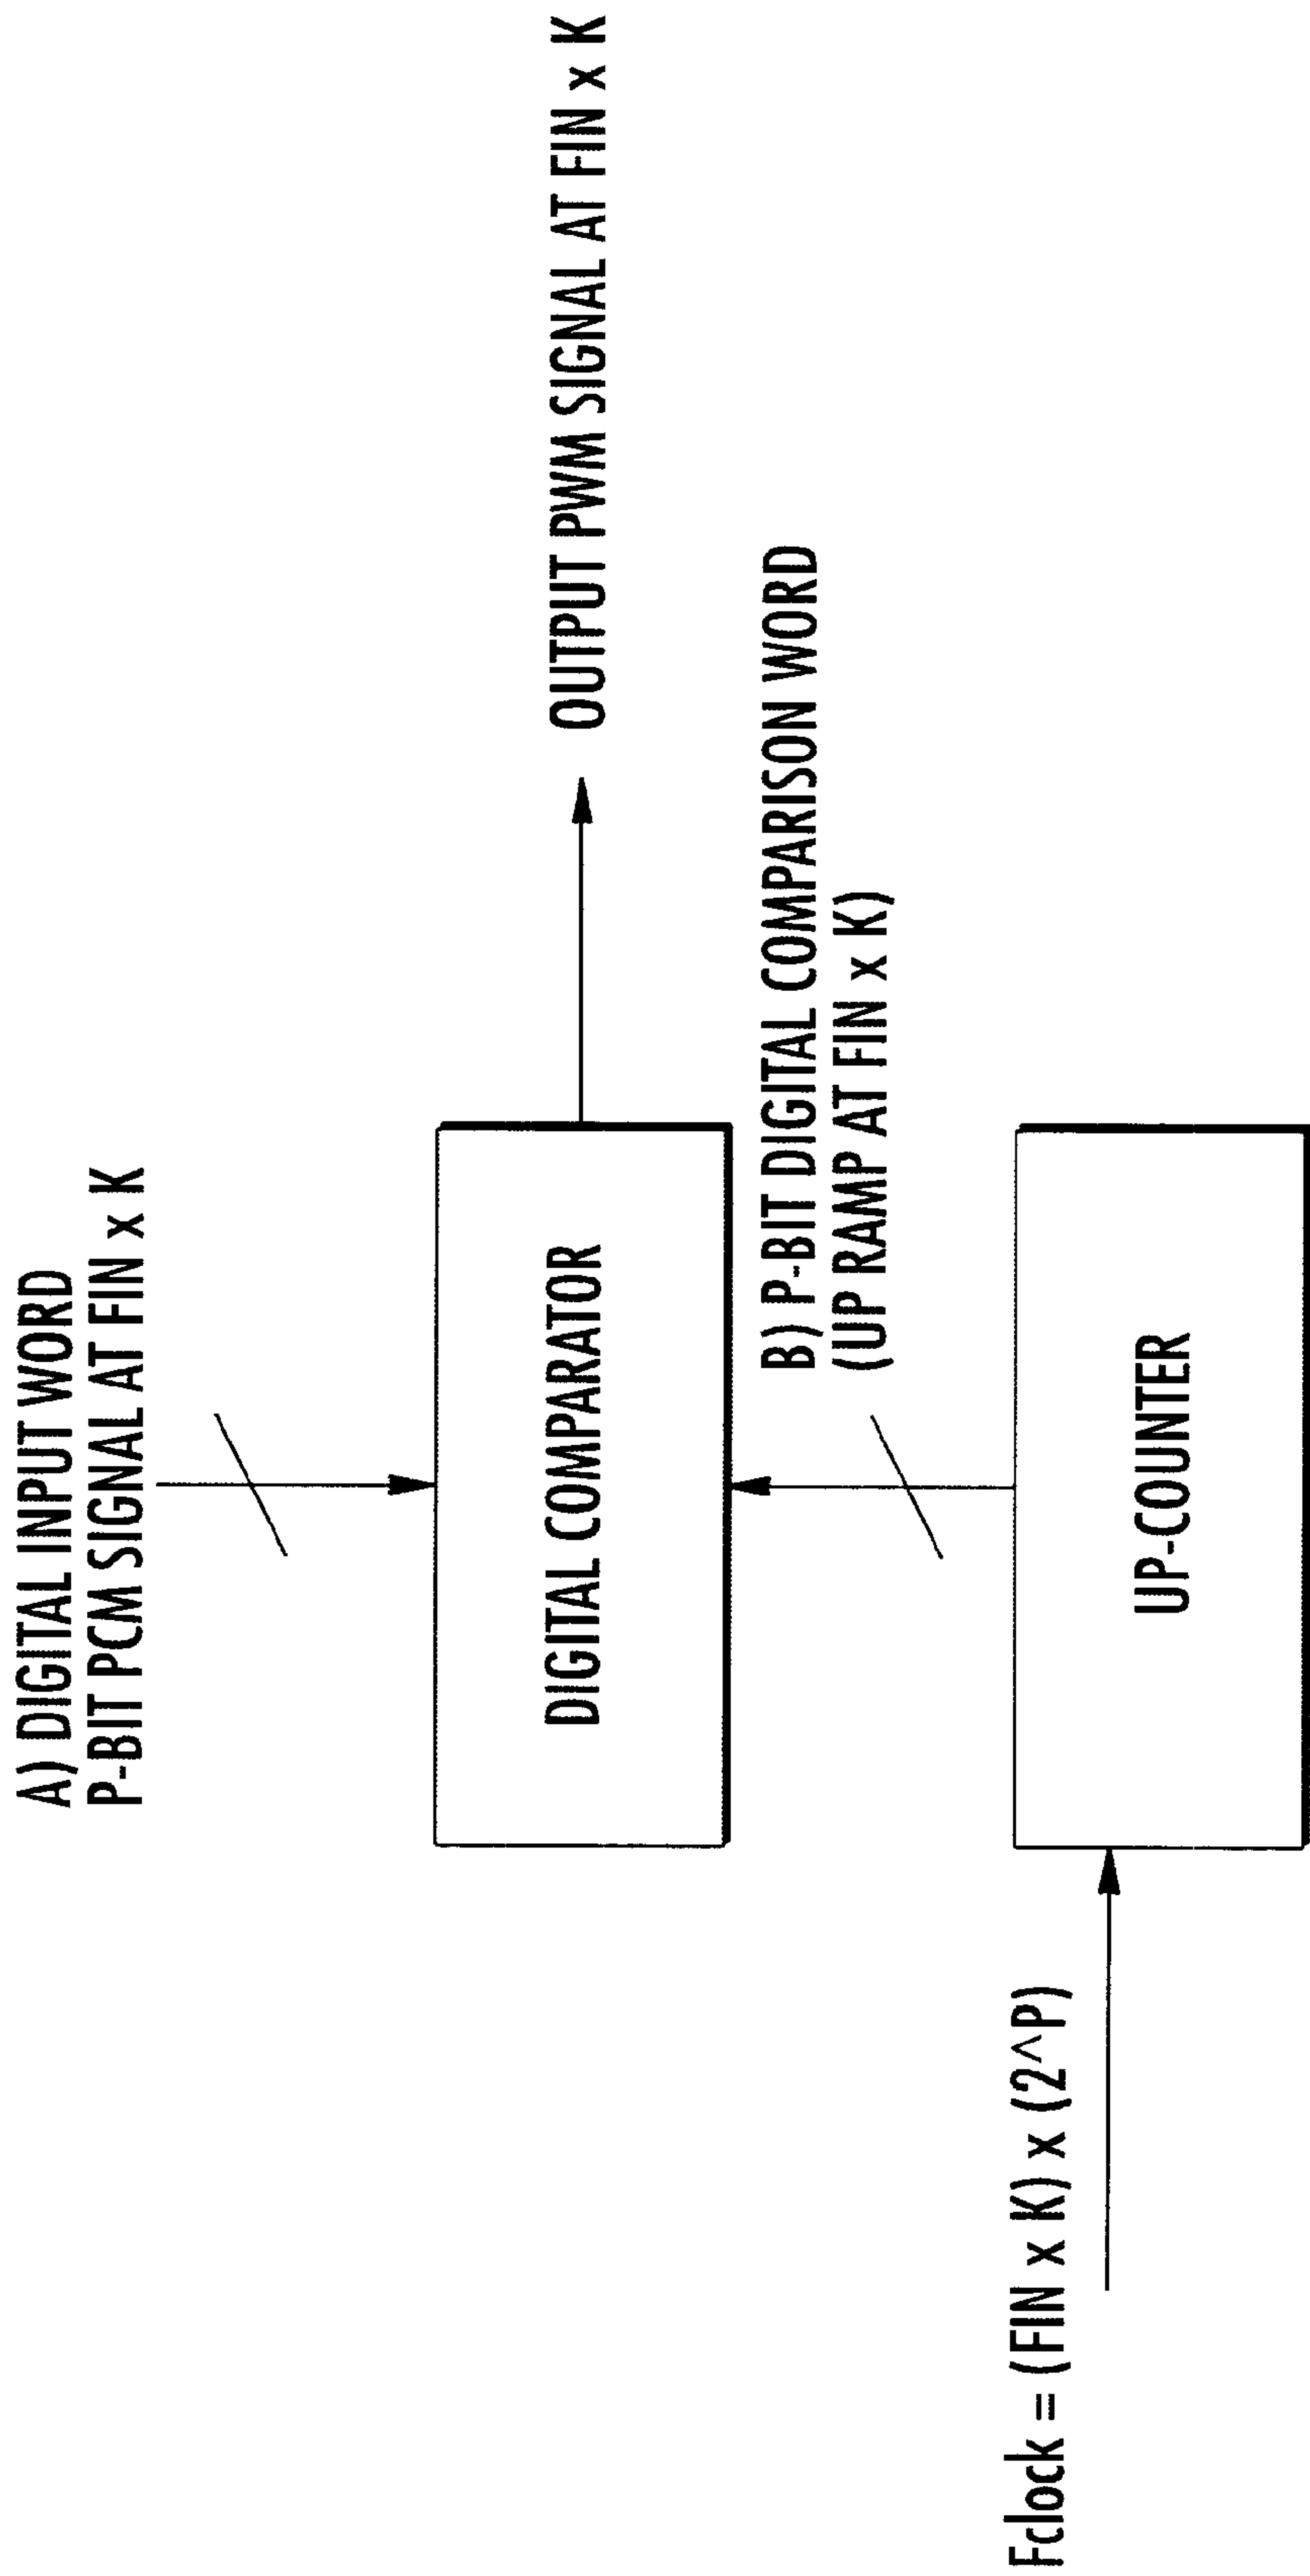 A) DIGITAL INPUT WORD
P-BIT PCM SIGNAL AT FIN x K
DIGITAL COMPARATOR
OUTPUT PWM SIGNAL AT FIN x K
B) P-BIT DIGITAL COMPARISON WORD
(UP RAMP AT FIN x K)
UP-COUNTER
Fclock = (FIN x K) x (2^P)